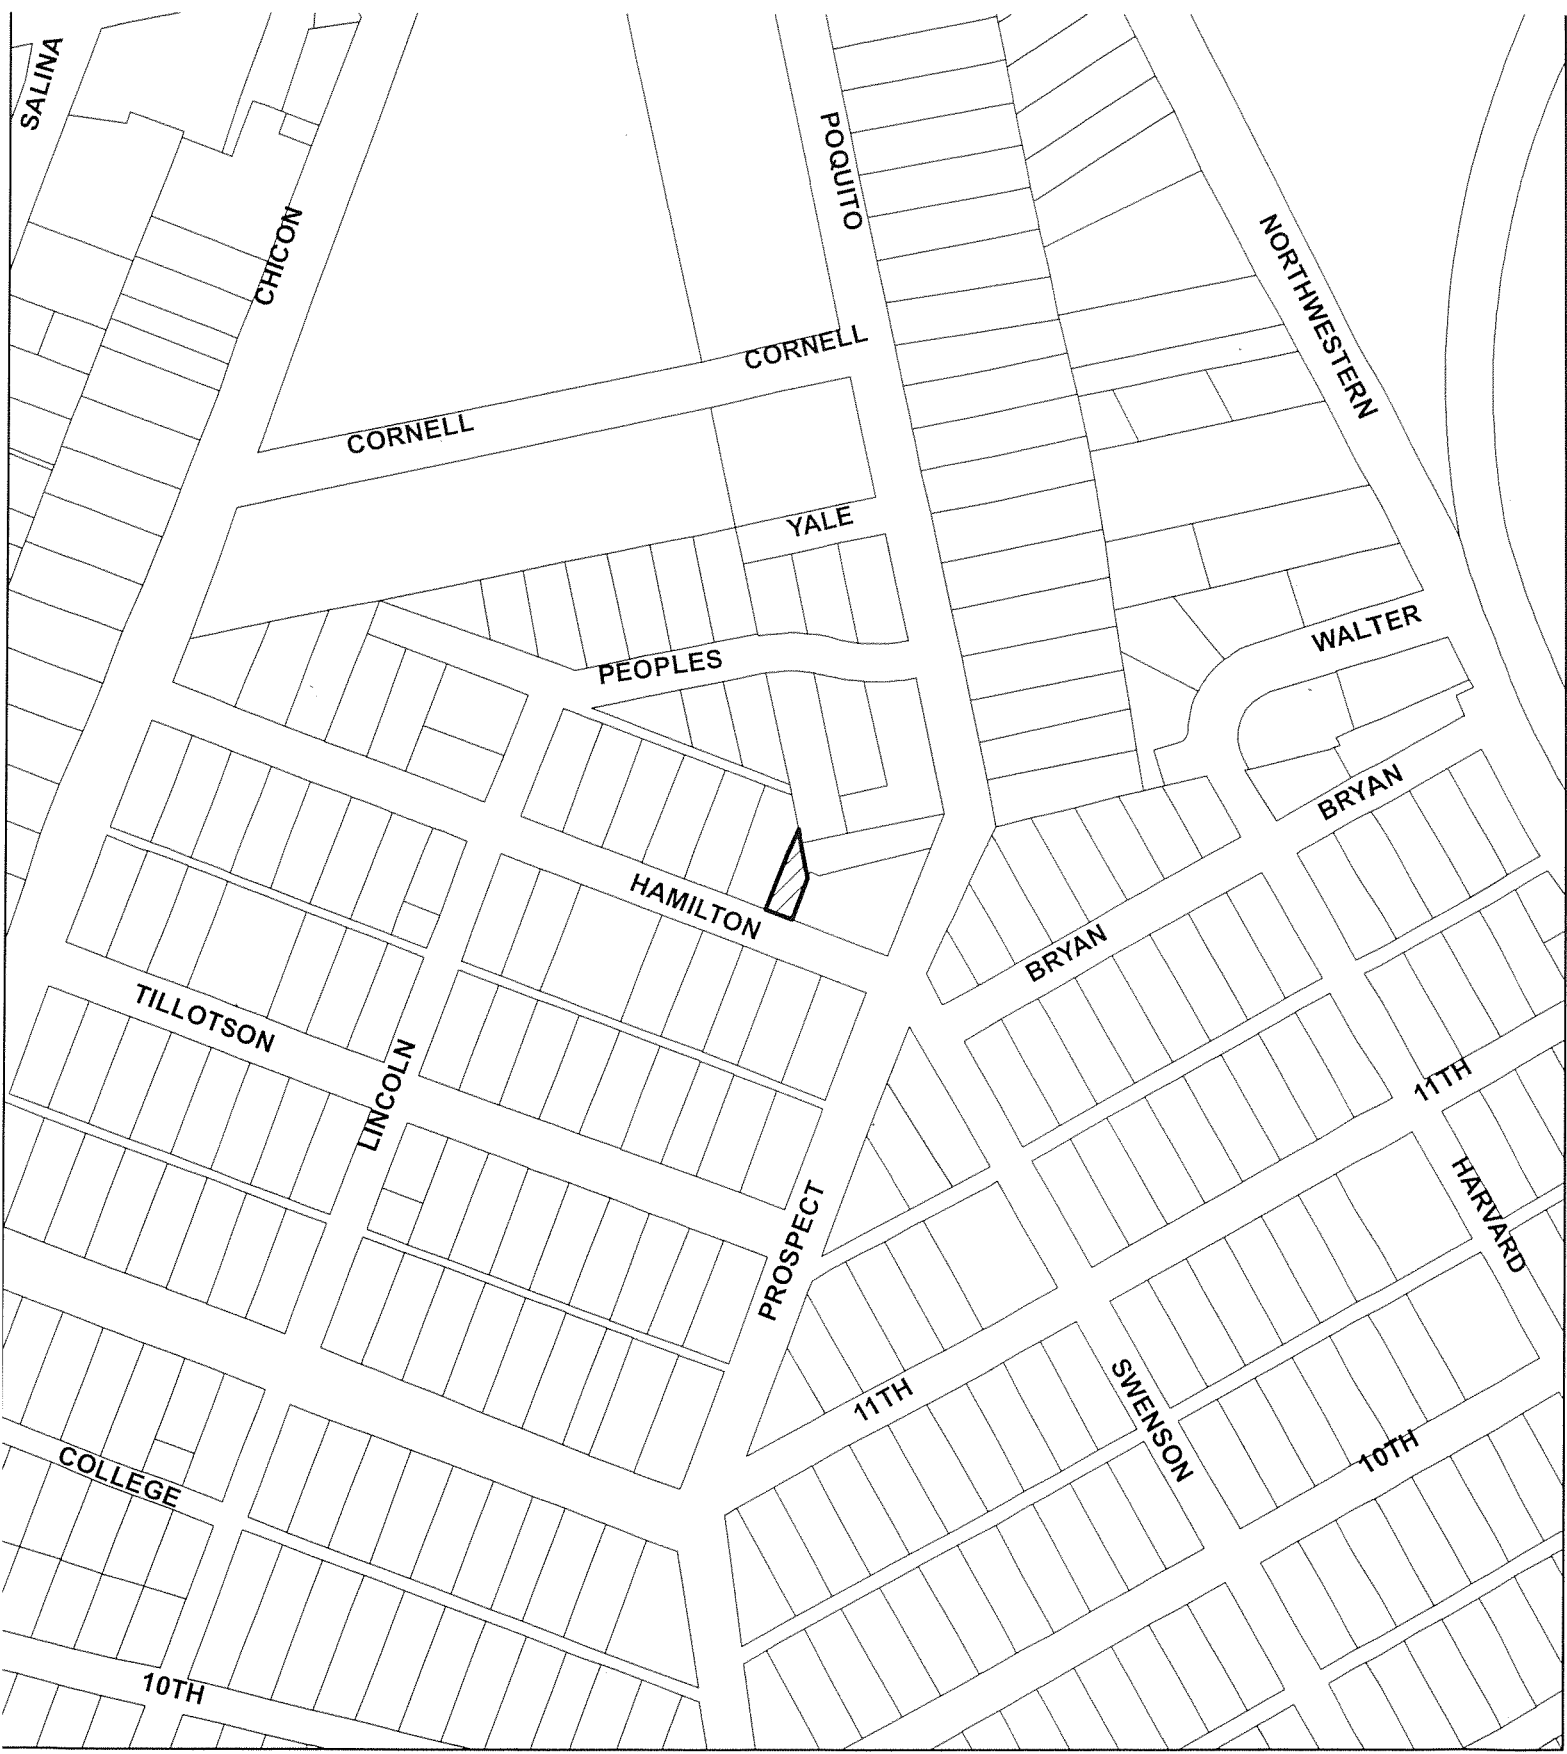 SALINA
POQUITO
CHICON
NORTHWESTERN
CORNELL
CORNELL
YALE
WALTER
PEOPLES
BRYAN
HAMILTON
BRYAN
TILLOTSON
LINCOLN
11TH
HARVARD
PROSPECT
11TH
SWENSON
10TH
COLLEGE
10TH